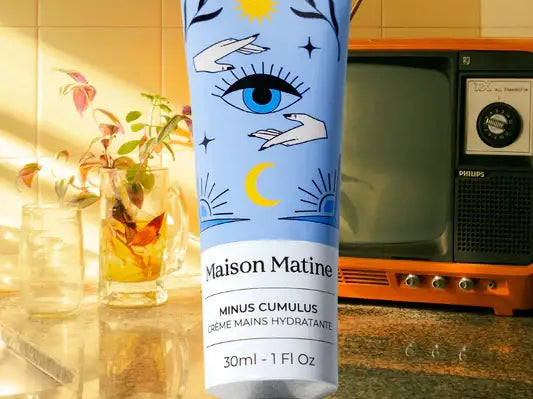 Maison Matine
MINUS CUMULUS
CRÈME MAINS HYDRATANTE
30ml - 1 Fl Oz
PHILIPS